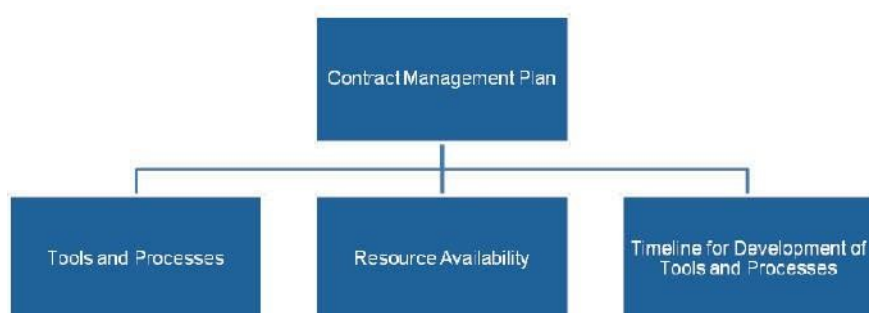 Contract Management Plan
Tools and Processes
Resource Availability
Timeline for Development of
Tools and Processes